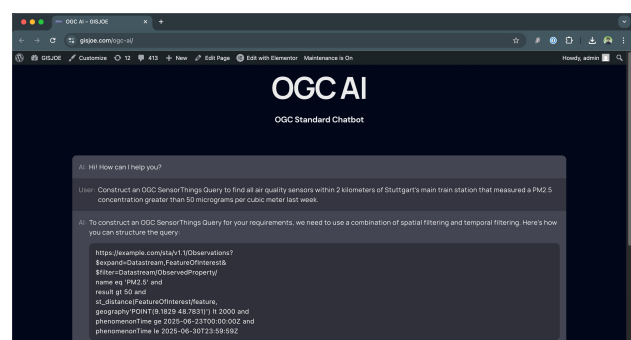 OGC AI – GISJOE
gisjoe.com/ogc-ai/
GISJOE Customize 12 413 New Edit Page Edit with Elementor Maintenance is On Howdy, admin
OGC AI
OGC Standard Chatbot
AI: Hi! How can I help you?
User: Construct an OGC SensorThings Query to find all air quality sensors within 2 kilometers of Stuttgart's main train station that measured a PM2.5
concentration greater than 50 micrograms per cubic meter last week.
AI: To construct an OGC SensorThings Query for your requirements, we need to use a combination of spatial filtering and temporal filtering. Here's how
you can structure the query:
https://example.com/sta/v1.1/Observations?
$expand=Datastream,FeatureOfInterest&
$filter=Datastream/ObservedProperty/
name eq 'PM2.5' and
result gt 50 and
st_distance(FeatureOfInterest/feature,
geography'POINT(9.1829 48.7831)') lt 2000 and
phenomenonTime ge 2025-06-23T00:00:00Z and
phenomenonTime le 2025-06-30T23:59:59Z